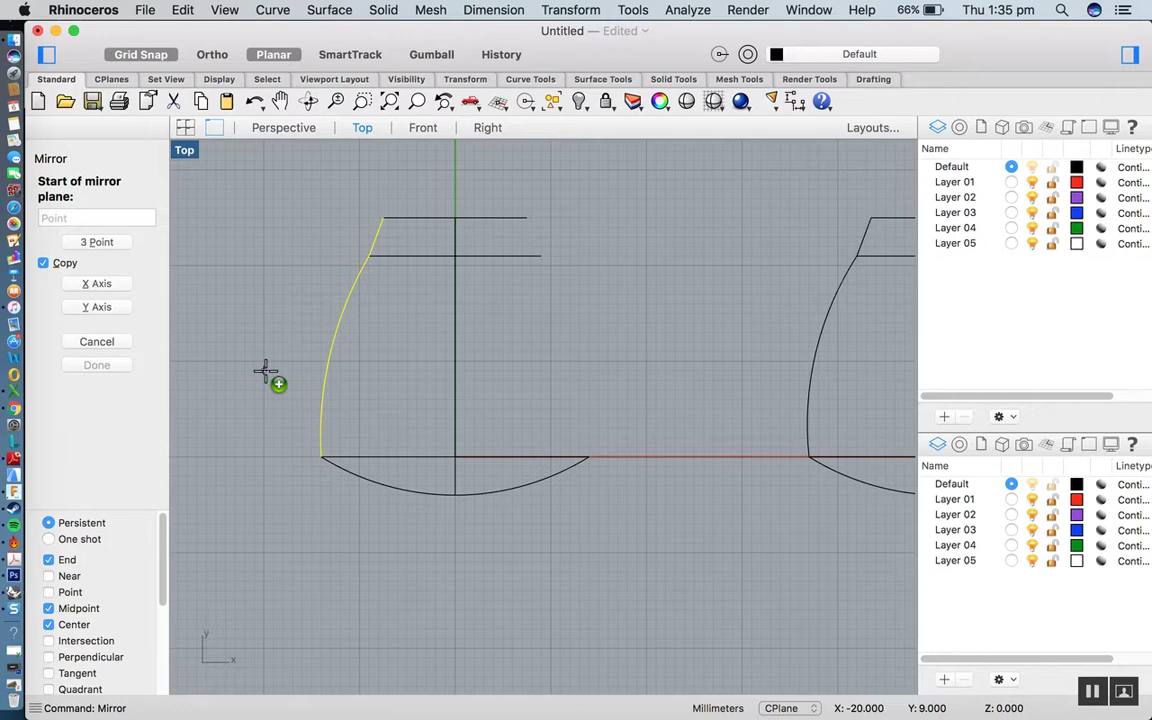 Rhinoceros File Edit View Curve Surface Solid Mesh Dimension Transform Tools Analyze Render Window Help 66% Thu 1:35 pm
Untitled — Edited
Grid Snap Ortho Planar SmartTrack Gumball History Default
Standard CPlanes Set View Display Select Viewport Layout Visibility Transform Curve Tools Surface Tools Solid Tools Mesh Tools Render Tools Drafting
Perspective Top Front Right Layouts...
Top
Mirror
Start of mirror
plane:
Point
3 Point
Copy
X Axis
Y Axis
Cancel
Done
Persistent
One shot
End
Near
Point
Midpoint
Center
Intersection
Perpendicular
Tangent
Quadrant
y
x
Name Linetype
Default Conti...
Layer 01 Conti...
Layer 02 Conti...
Layer 03 Conti...
Layer 04 Conti...
Layer 05 Conti...
Name Linetype
Default Conti...
Layer 01 Conti...
Layer 02 Conti...
Layer 03 Conti...
Layer 04 Conti...
Layer 05 Conti...
Command: Mirror Millimeters CPlane X: -20.000 Y: 9.000 Z: 0.000